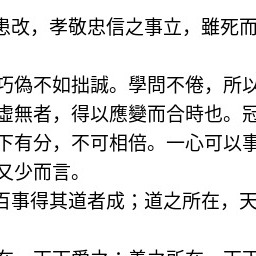 患改，孝敬忠信之事立，雖死而
巧偽不如拙誠。學問不倦，所以
虛無者，得以應變而合時也。冠
下有分，不可相倍。一心可以事
又少而言。
百事得其道者成；道之所在，天